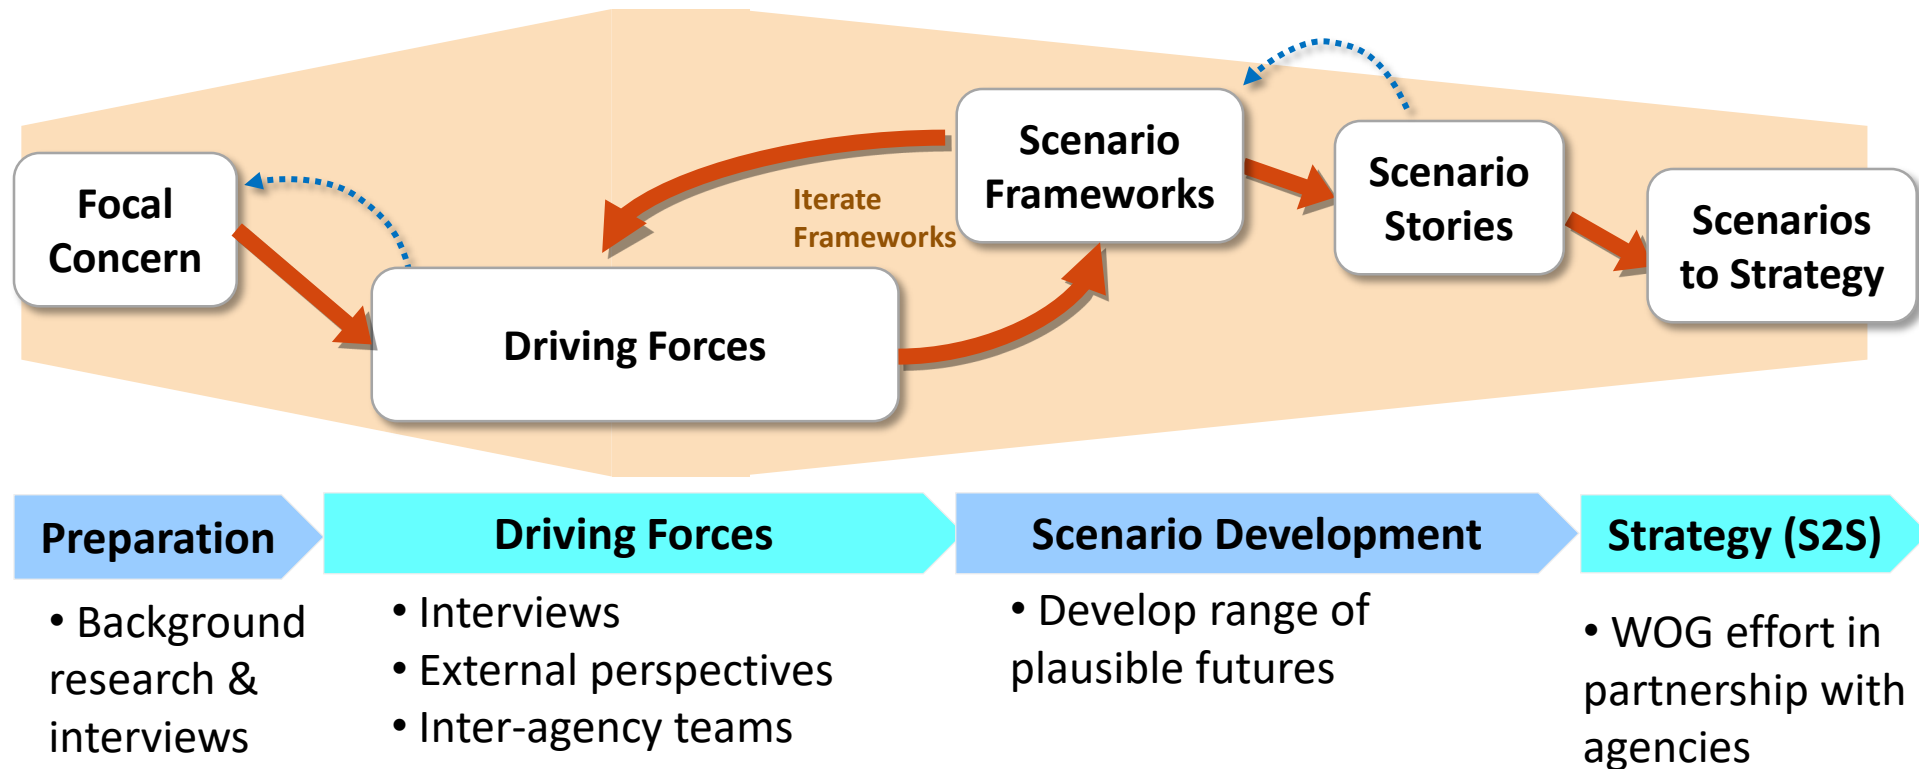 Focal
Concern
Driving Forces
Iterate
Frameworks
Scenario
Frameworks
Scenario
Stories
Scenarios
to Strategy
Preparation
• Background
research &
interviews
Driving Forces
• Interviews
• External perspectives
• Inter-agency teams
Scenario Development
• Develop range of
plausible futures
Strategy (S2S)
• WOG effort in
partnership with
agencies